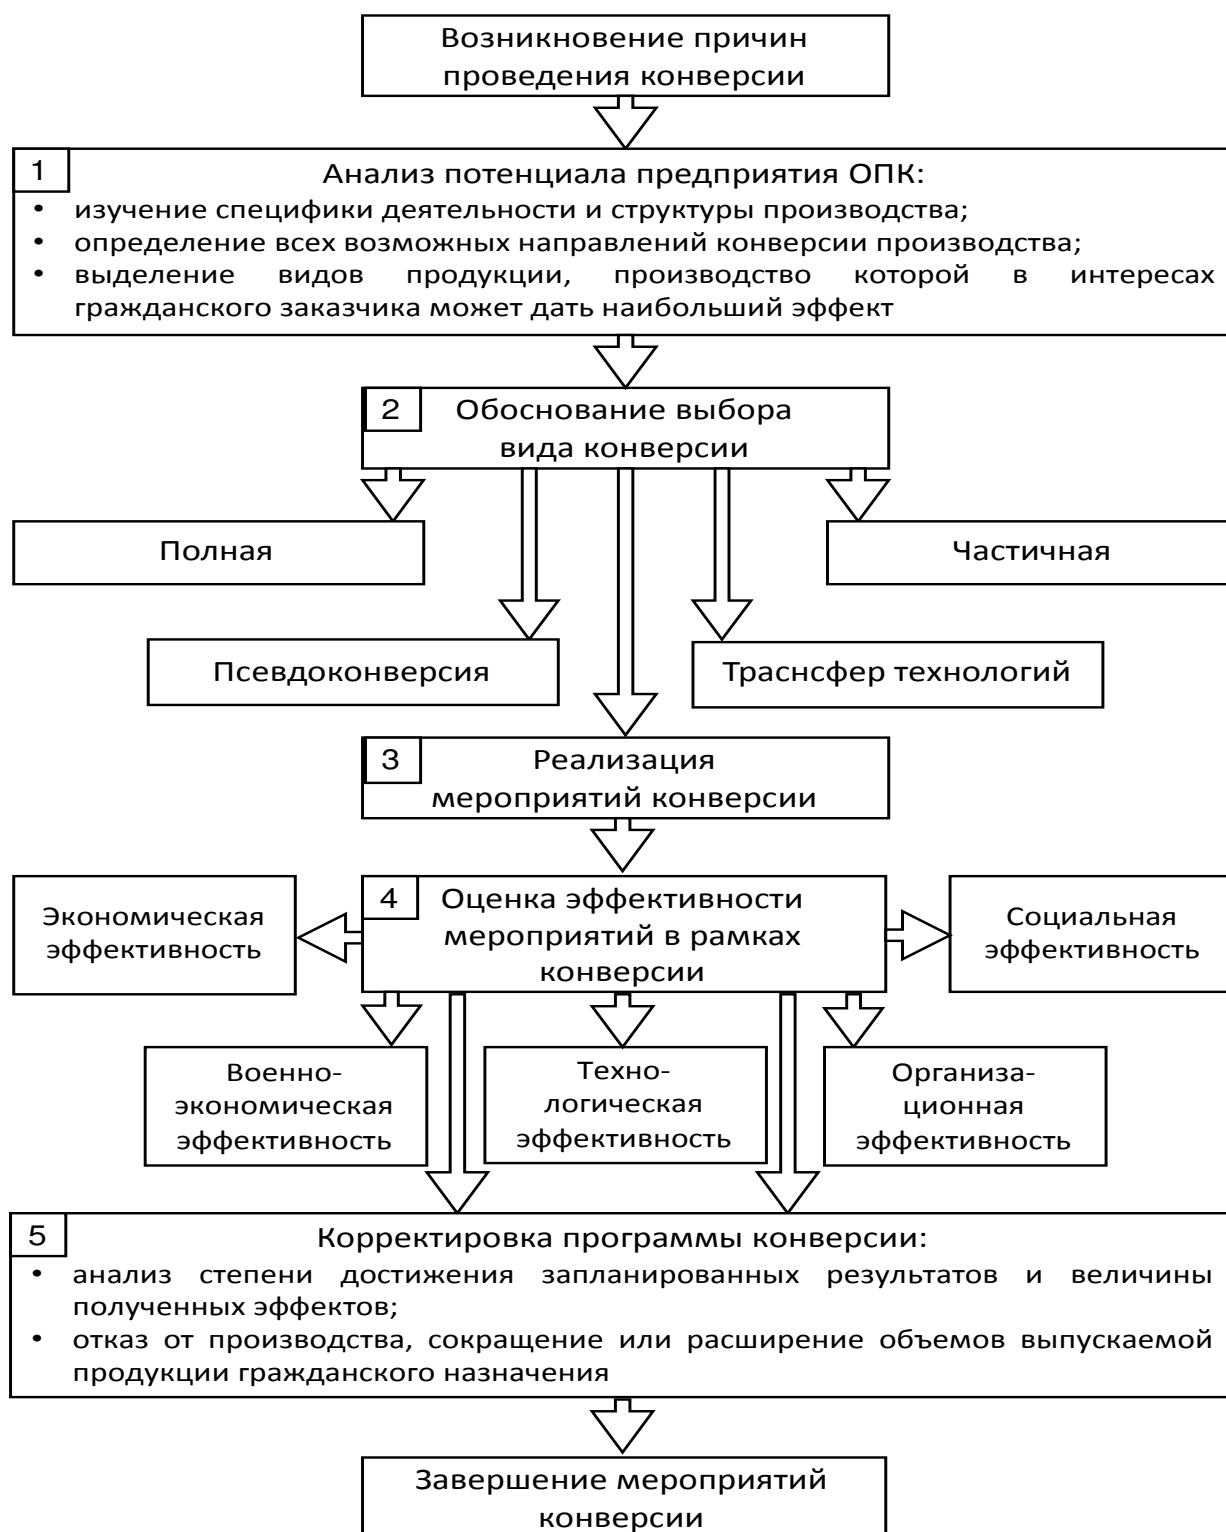 Возникновение причин
проведения конверсии
1
Анализ потенциала предприятия ОПК:
• изучение специфики деятельности и структуры производства;
• определение всех возможных направлений конверсии производства;
• выделение видов продукции, производство которой в интересах
гражданского заказчика может дать наибольший эффект
2
Обоснование выбора
вида конверсии
Полная
Частичная
Псевдоконверсия
Траснсфер технологий
3
Реализация
мероприятий конверсии
4
Оценка эффективности
мероприятий в рамках
конверсии
Экономическая
эффективность
Социальная
эффективность
Военно-
экономическая
эффективность
Техно-
логическая
эффективность
Организа-
ционная
эффективность
5
Корректировка программы конверсии:
• анализ степени достижения запланированных результатов и величины
полученных эффектов;
• отказ от производства, сокращение или расширение объемов выпускаемой
продукции гражданского назначения
Завершение мероприятий
конверсии